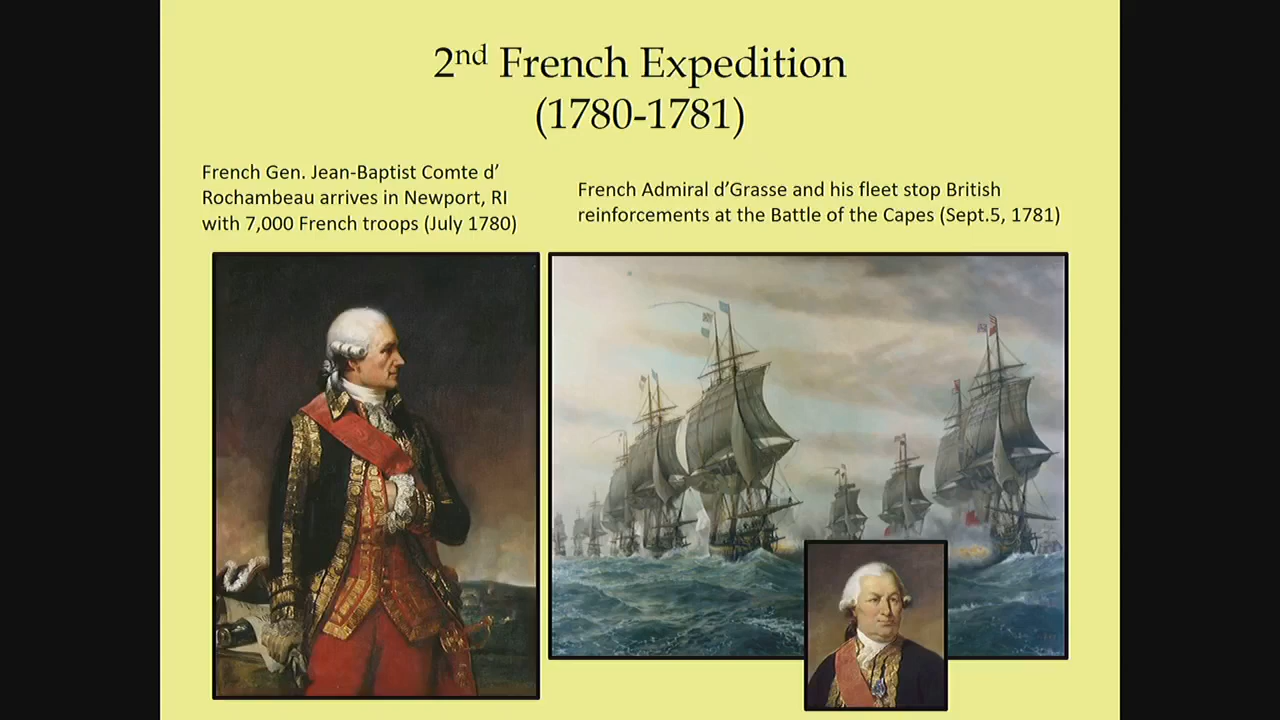 2nd French Expedition
(1780-1781)
French Gen. Jean-Baptist Comte d’
Rochambeau arrives in Newport, RI
with 7,000 French troops (July 1780)
French Admiral d’Grasse and his fleet stop British
reinforcements at the Battle of the Capes (Sept.5, 1781)